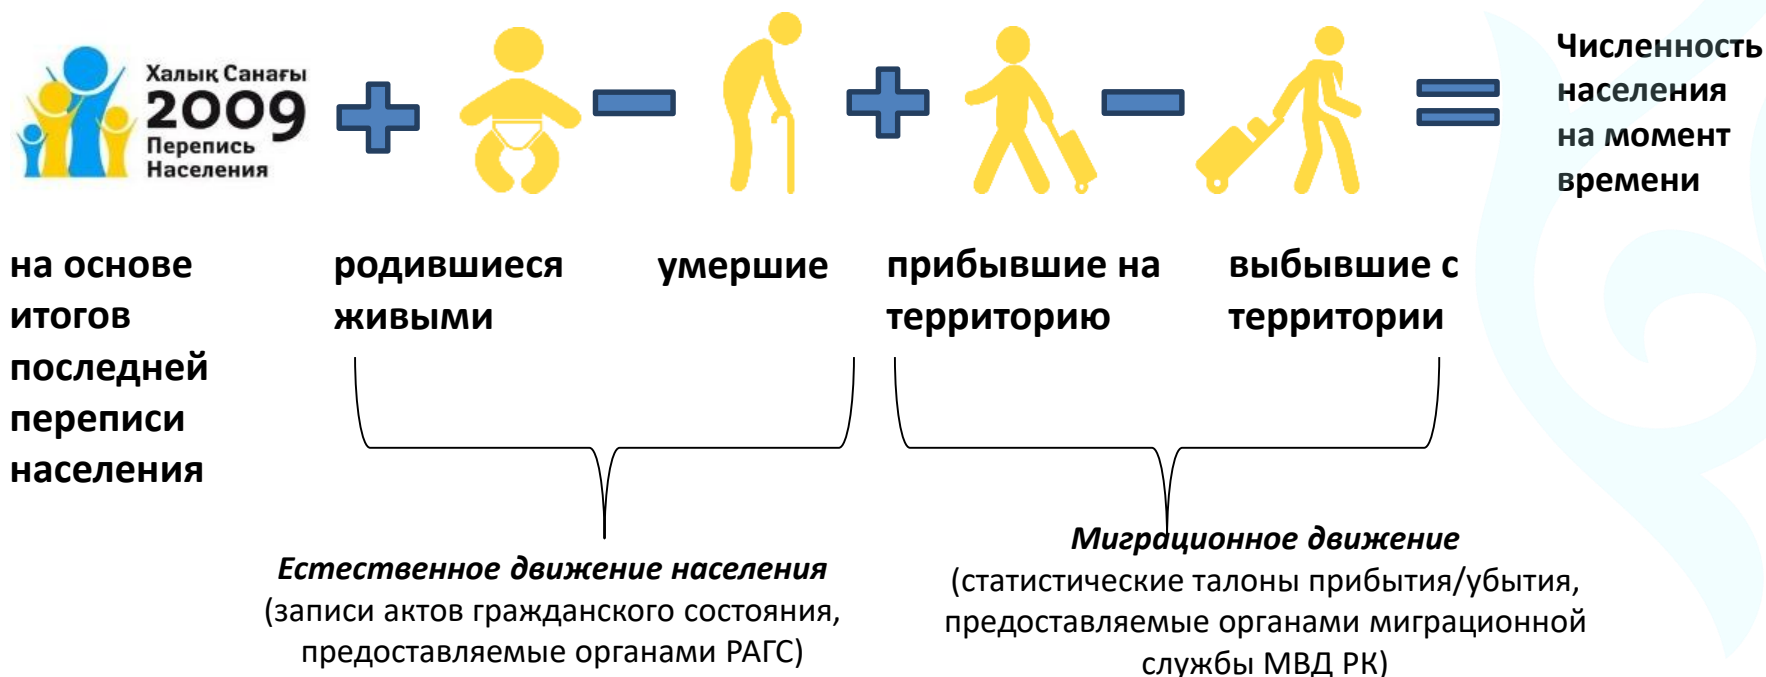 Халық Санағы
2009
Перепись
Населения
Численность
населения
на момент
времени
на основе
итогов
последней
переписи
населения
родившиеся
живыми
умершие
прибывшие на
территорию
выбывшие с
территории
Естественное движение населения
(записи актов гражданского состояния,
предоставляемые органами РАГС)
Миграционное движение
(статистические талоны прибытия/убытия,
предоставляемые органами миграционной
службы МВД РК)